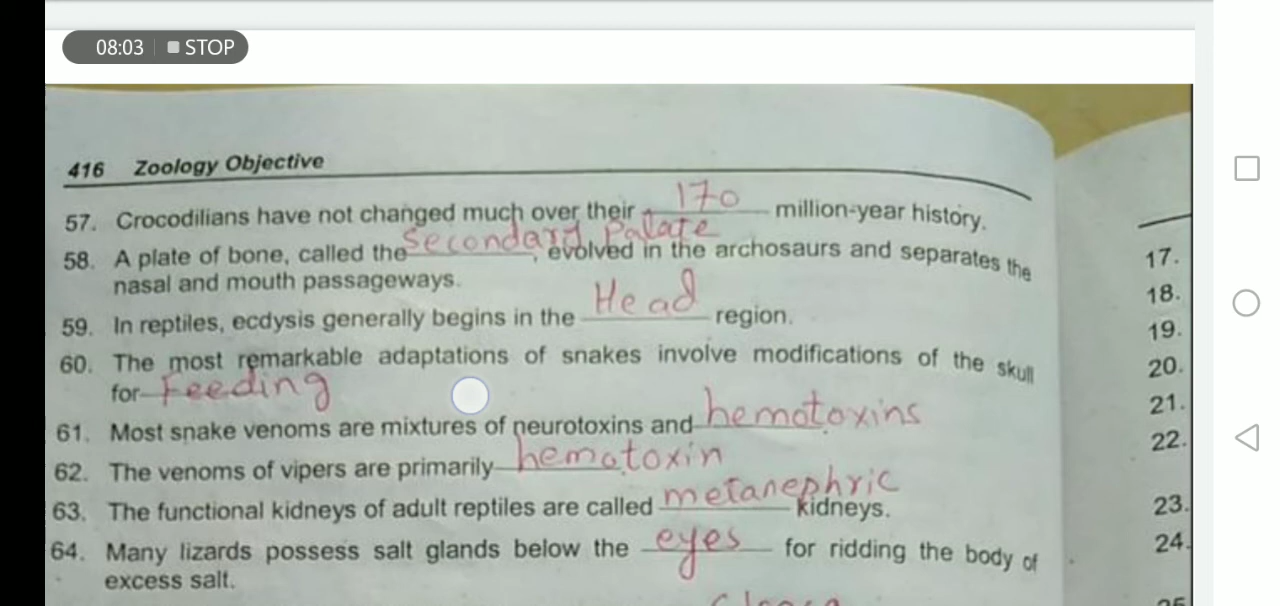 08:03 STOP
416 Zoology Objective
57. Crocodilians have not changed much over their 170 million-year history.
58. A plate of bone, called the Secondary Palate, evolved in the archosaurs and separates the
nasal and mouth passageways.
59. In reptiles, ecdysis generally begins in the Head region.
60. The most remarkable adaptations of snakes involve modifications of the skull
for Feeding
61. Most snake venoms are mixtures of neurotoxins and hemotoxins
62. The venoms of vipers are primarily hemotoxin
63. The functional kidneys of adult reptiles are called metanephric kidneys.
64. Many lizards possess salt glands below the eyes for ridding the body of
excess salt.
17.
18.
19.
20.
21.
22.
23.
24.